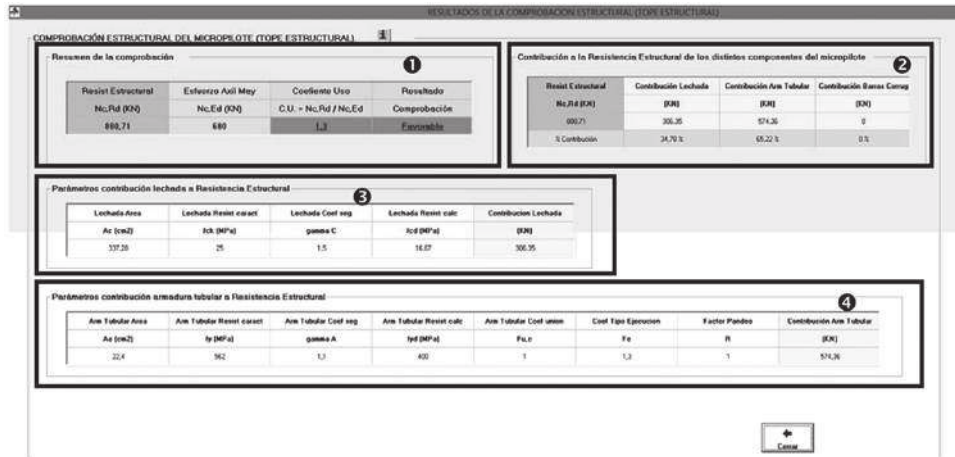 RESULTADOS DE LA COMPROBACION ESTRUCTURAL (TOPE ESTRUCTURAL)
COMPROBACIÓN ESTRUCTURAL DEL MICROPILOTE (TOPE ESTRUCTURAL)
Resumen de la comprobación
1
Resist Estructural Esfuerzo Axil May Coefiente Uso Resultado
Nc,Rd (KN) Nc,Ed (KN) C.U. = Nc,Rd / Nc,Ed Comprobación
880,71 680 1,3 Favorable
Contribución a la Resistencia Estructural de los distintos componentes del micropilote
2
Resist Estructural Contribución Lechada Contribución Arm Tubular Contribución Barras Corrug
Nc,Rd (KN) (KN) (KN) (KN)
880,71 306,35 574,36 0
% Contribución 34,78 % 65,22 % 0 %
Parámetros contribución lechada a Resistencia Estructural
3
Lechada Area Lechada Resist caract Lechada Coef seg Lechada Resist calc Contribucion Lechada
Ac (cm2) fck (MPa) gamma C fcd (MPa) (KN)
337,28 25 1,5 16,67 306,35
Parámetros contribución armadura tubular a Resistencia Estructural
4
Arm Tubular Area Arm Tubular Resist caract Arm Tubular Coef seg Arm Tubular Resist calc Arm Tubular Coef union Coef Tipo Ejecucion Factor Pandeo Contribución Arm Tubular
Aa (cm2) fy (MPa) gamma A fyd (MPa) Fu,c Fe R (KN)
22,4 562 1,1 400 1 1,3 1 574,36
Cerrar